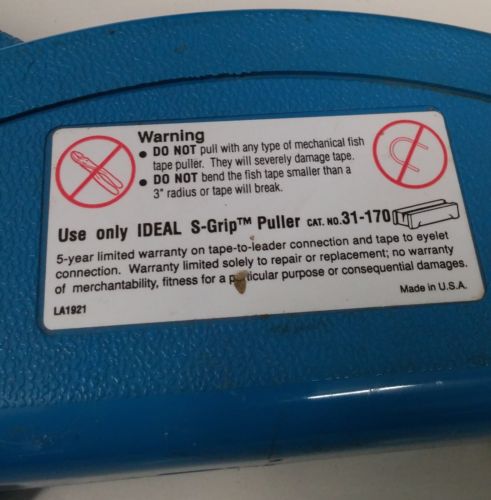 Warning
• DO NOT pull with any type of mechanical fish
tape puller. They will severely damage tape.
• DO NOT bend the fish tape smaller than a
3" radius or tape will break.
Use only IDEAL S-Grip™ Puller CAT. NO. 31-170
5-year limited warranty on tape-to-leader connection and tape to eyelet
connection. Warranty limited solely to repair or replacement; no warranty
of merchantability, fitness for a particular purpose or consequential damages.
LA1921
Made in U.S.A.